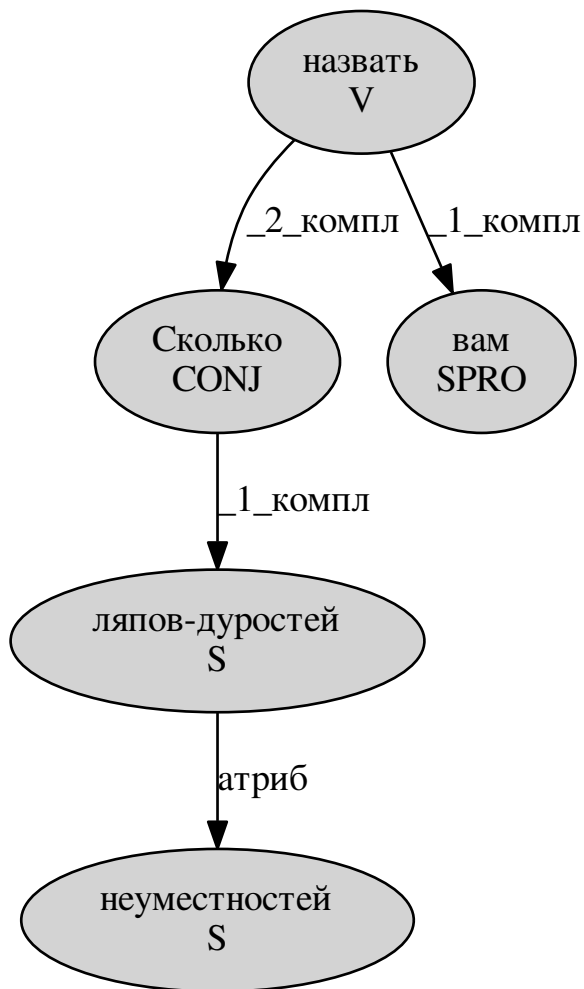 назвать
V
_2_компл
_1_компл
Сколько
CONJ
вам
SPRO
_1_компл
ляпов-дуростей
S
атриб
неуместностей
S